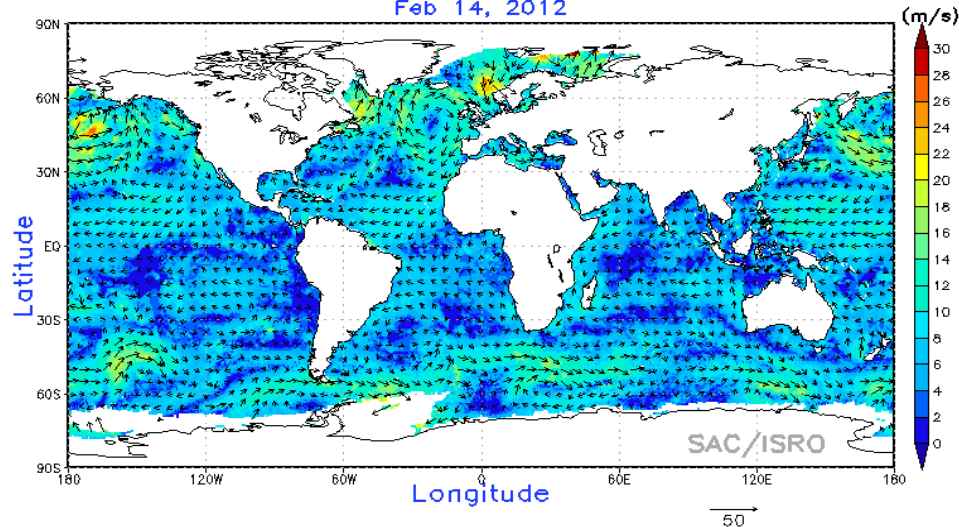 Feb 14, 2012
(m/s)
90N
60N
30N
EQ
30S
60S
90S
Latitude
180
120W
60W
0
60E
120E
180
Longitude
30
28
26
24
22
20
18
16
14
12
10
8
6
4
2
0
SAC/ISRO
50